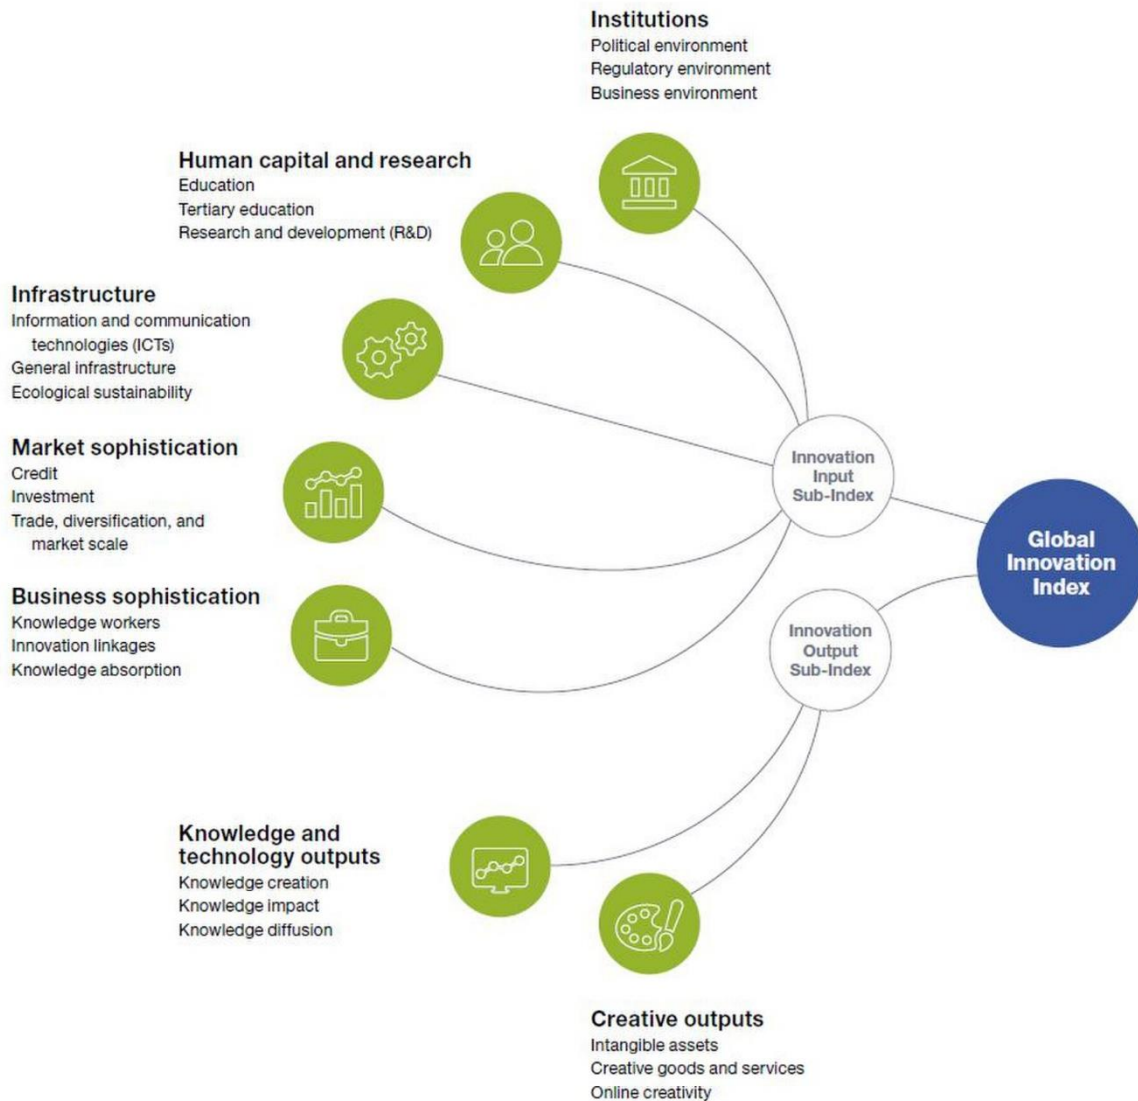 Institutions
Political environment
Regulatory environment
Business environment
Human capital and research
Education
Tertiary education
Research and development (R&D)
Infrastructure
Information and communication
technologies (ICTs)
General infrastructure
Ecological sustainability
Market sophistication
Credit
Investment
Trade, diversification, and
market scale
Business sophistication
Knowledge workers
Innovation linkages
Knowledge absorption
Innovation
Input
Sub-Index
Global
Innovation
Index
Innovation
Output
Sub-Index
Knowledge and
technology outputs
Knowledge creation
Knowledge impact
Knowledge diffusion
Creative outputs
Intangible assets
Creative goods and services
Online creativity